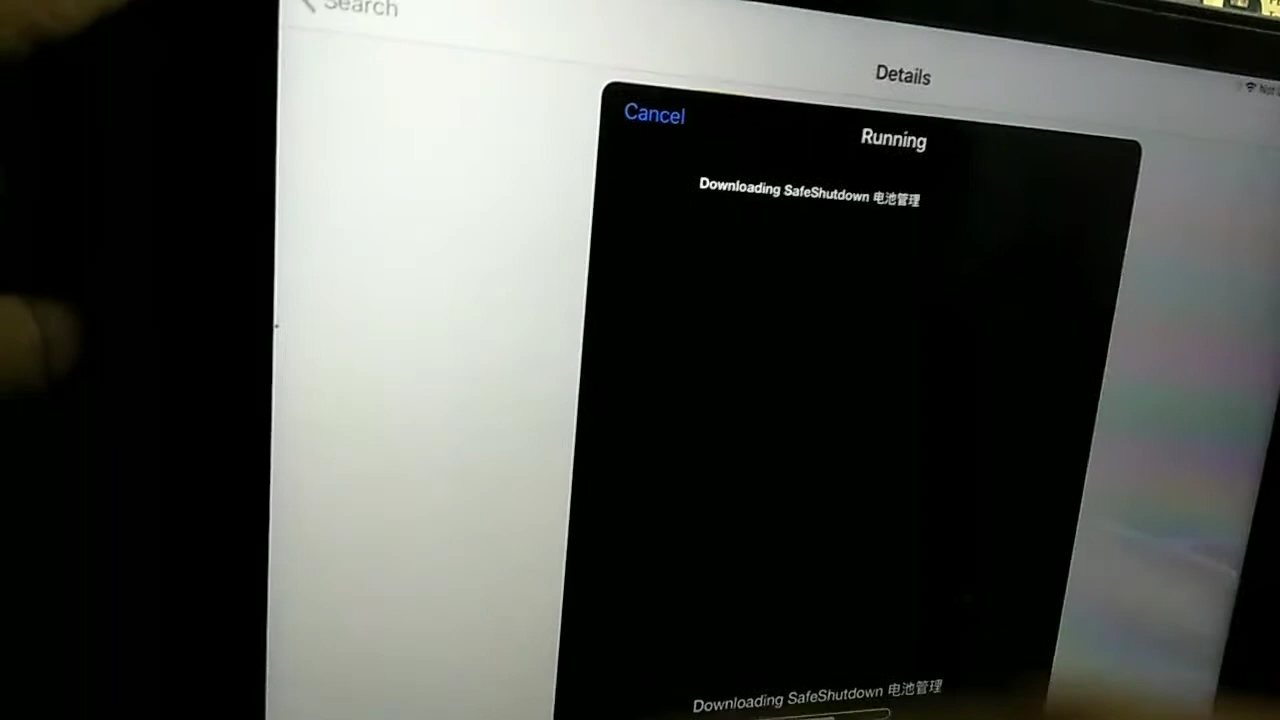 Search
Details
Cancel
Running
Downloading SafeShutdown 电池管理
Downloading SafeShutdown 电池管理